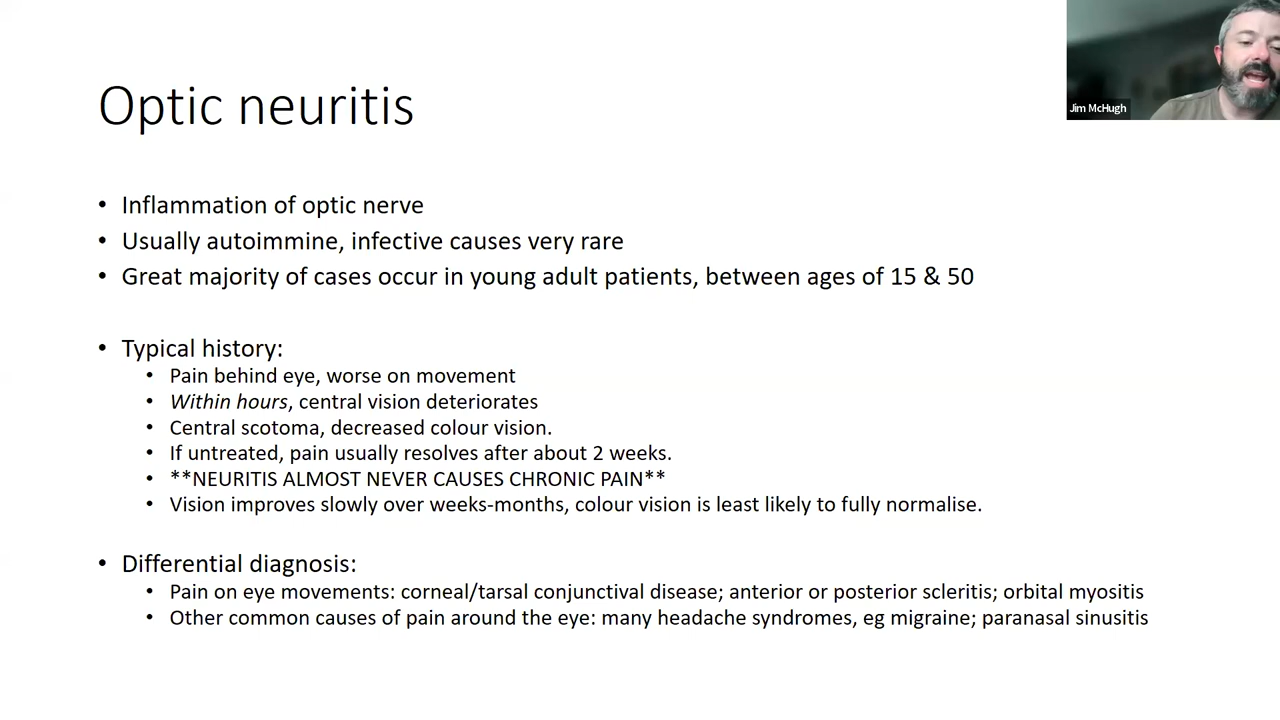 Jim McHugh
Optic neuritis
• Inflammation of optic nerve
• Usually autoimmine, infective causes very rare
• Great majority of cases occur in young adult patients, between ages of 15 & 50
• Typical history:
• Pain behind eye, worse on movement
• Within hours, central vision deteriorates
• Central scotoma, decreased colour vision.
• If untreated, pain usually resolves after about 2 weeks.
• **NEURITIS ALMOST NEVER CAUSES CHRONIC PAIN**
• Vision improves slowly over weeks-months, colour vision is least likely to fully normalise.
• Differential diagnosis:
• Pain on eye movements: corneal/tarsal conjunctival disease; anterior or posterior scleritis; orbital myositis
• Other common causes of pain around the eye: many headache syndromes, eg migraine; paranasal sinusitis